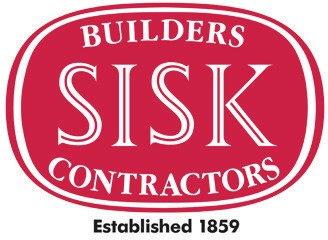 BUILDERS
SISK
CONTRACTORS
Established 1859